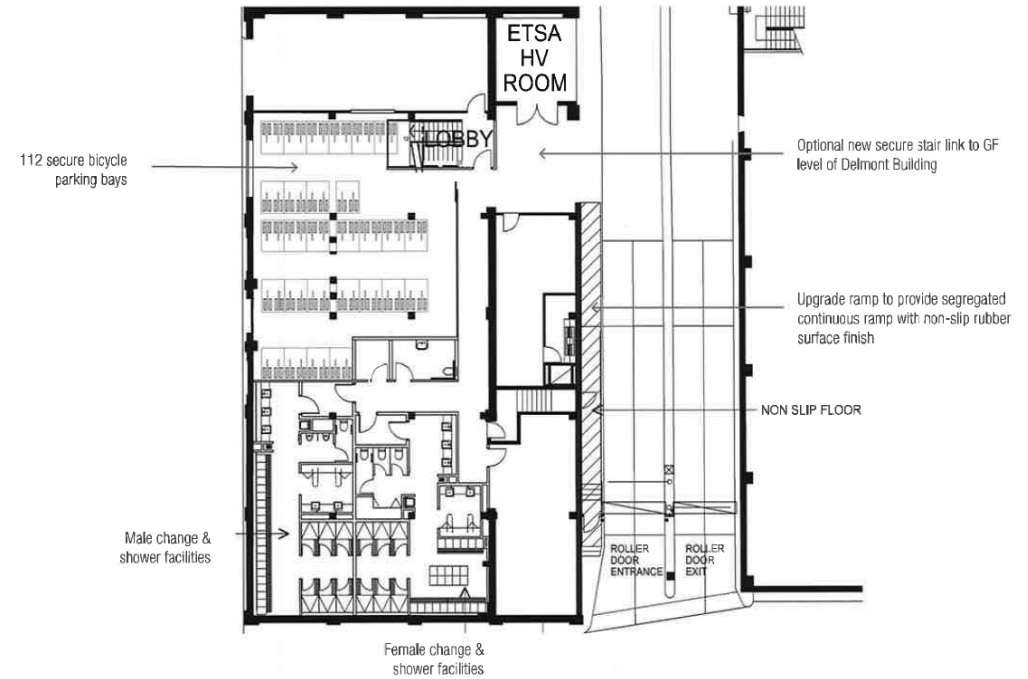 ETSA
HV
ROOM
LOBBY
112 secure bicycle
parking bays
Optional new secure stair link to GF
level of Delmont Building
Upgrade ramp to provide segregated
continuous ramp with non-slip rubber
surface finish
NON SLIP FLOOR
Male change &
shower facilities
ROLLER
DOOR
ENTRANCE
ROLLER
DOOR
EXIT
Female change &
shower facilities